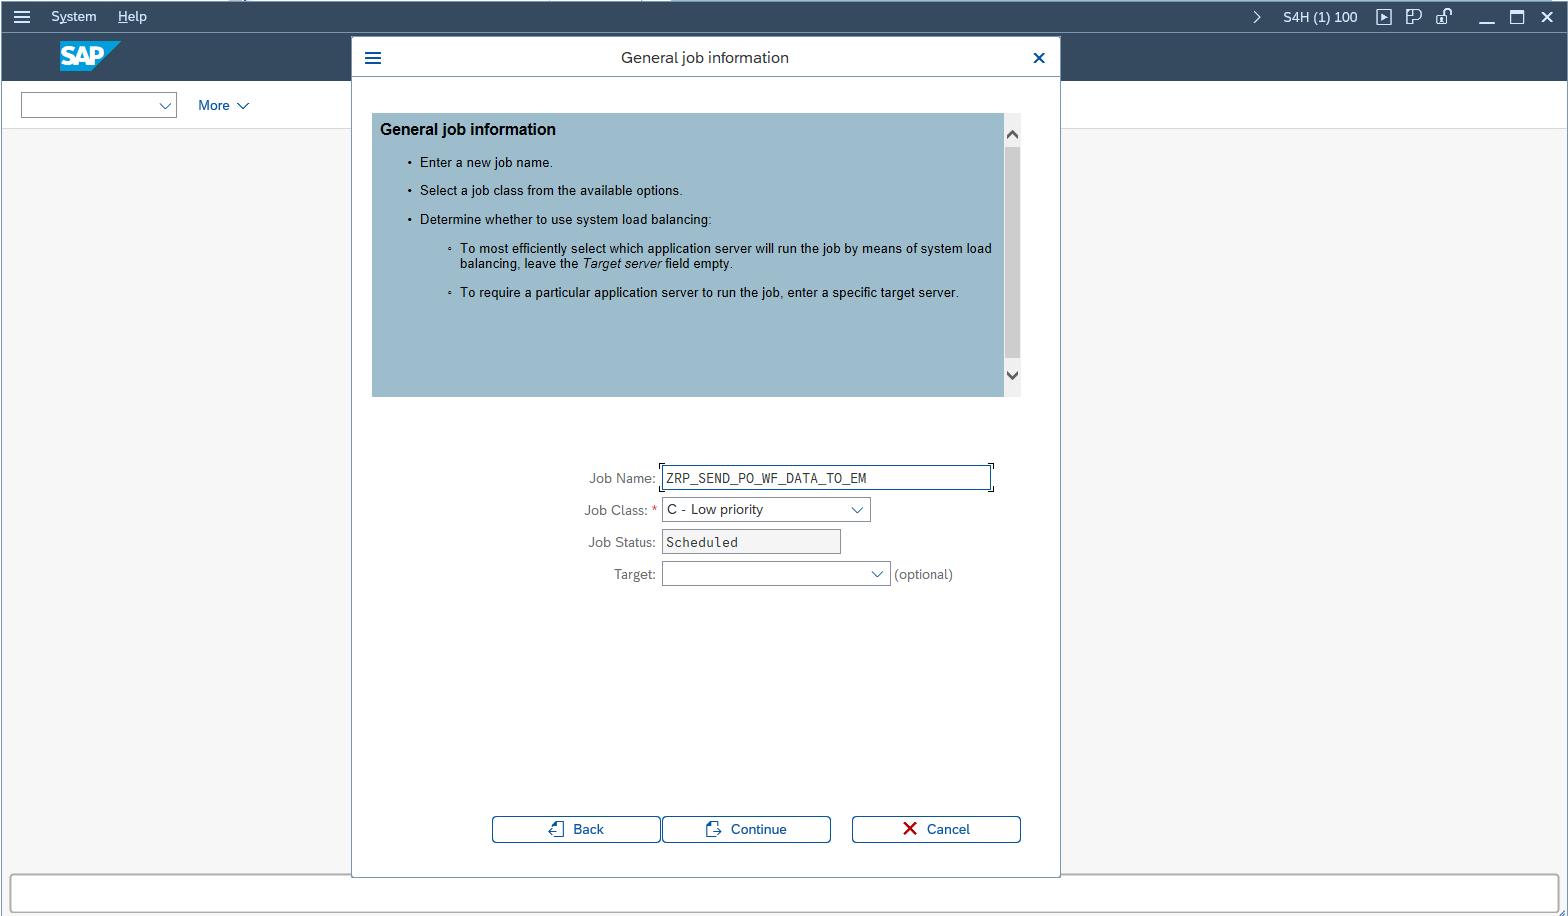 System Help S4H (1) 100
SAP
General job information
More
General job information
• Enter a new job name.
• Select a job class from the available options.
• Determine whether to use system load balancing:
◦ To most efficiently select which application server will run the job by means of system load
balancing, leave the Target server field empty.
◦ To require a particular application server to run the job, enter a specific target server.
Job Name: ZRP_SEND_PO_WF_DATA_TO_EM
Job Class: * C - Low priority
Job Status: Scheduled
Target: (optional)
Back Continue Cancel